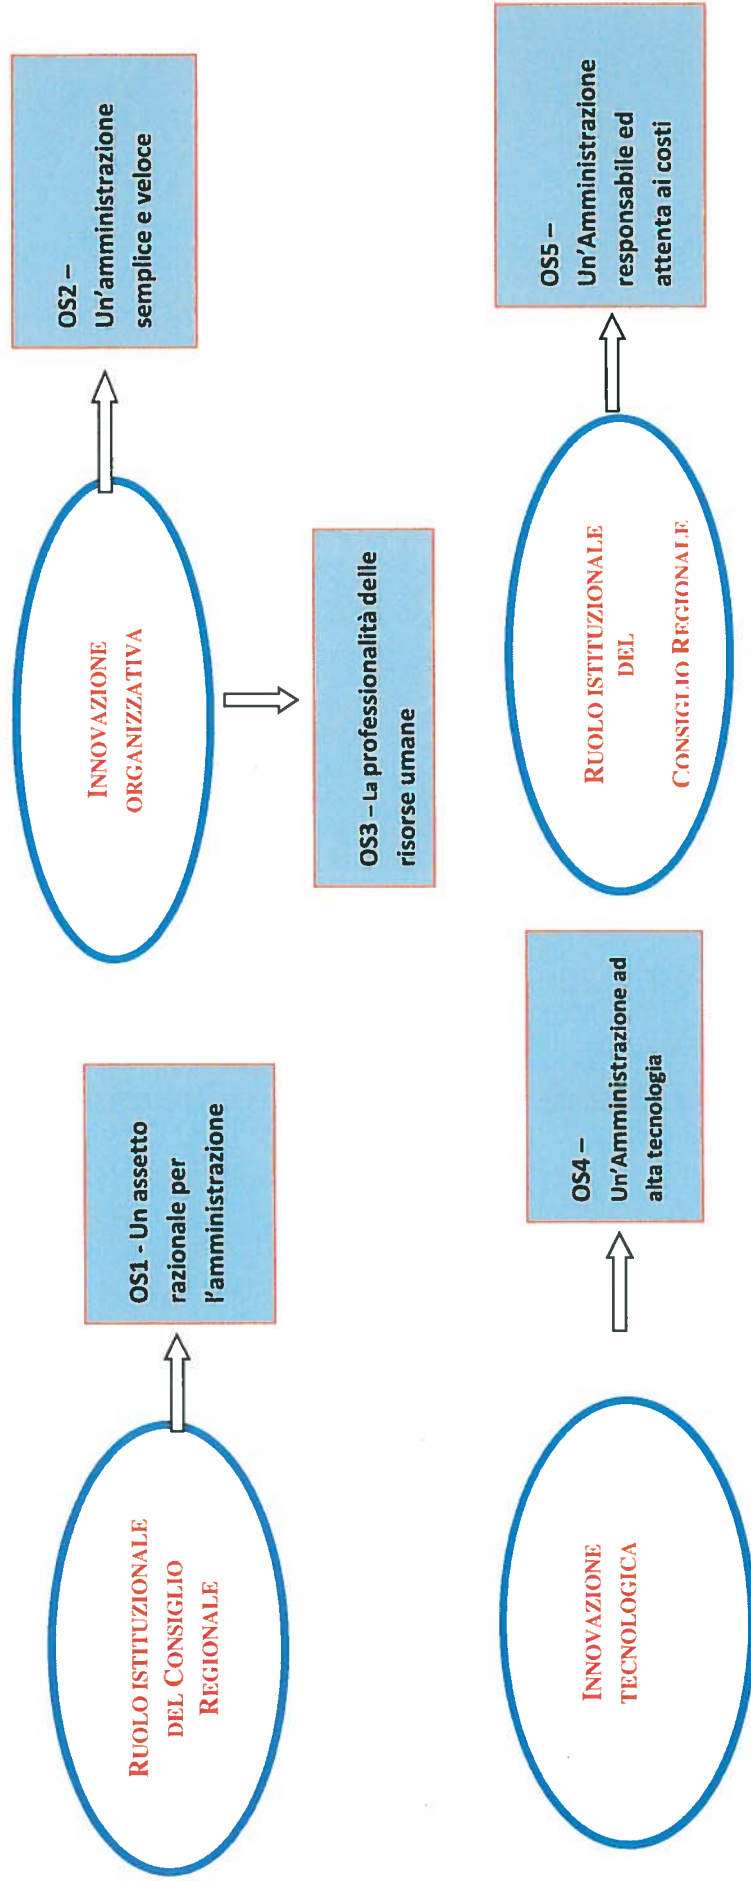 RUOLO ISTITUZIONALE
DEL CONSIGLIO
REGIONALE
OS1 - Un assetto
razionale per
l'amministrazione
INNOVAZIONE
ORGANIZZATIVA
OS2 –
Un'amministrazione
semplice e veloce
OS3 – La professionalità delle
risorse umane
INNOVAZIONE
TECNOLOGICA
OS4 –
Un'Amministrazione ad
alta tecnologia
RUOLO ISTITUZIONALE
DEL
CONSIGLIO REGIONALE
OS5 –
Un'Amministrazione
responsabile ed
attenta ai costi